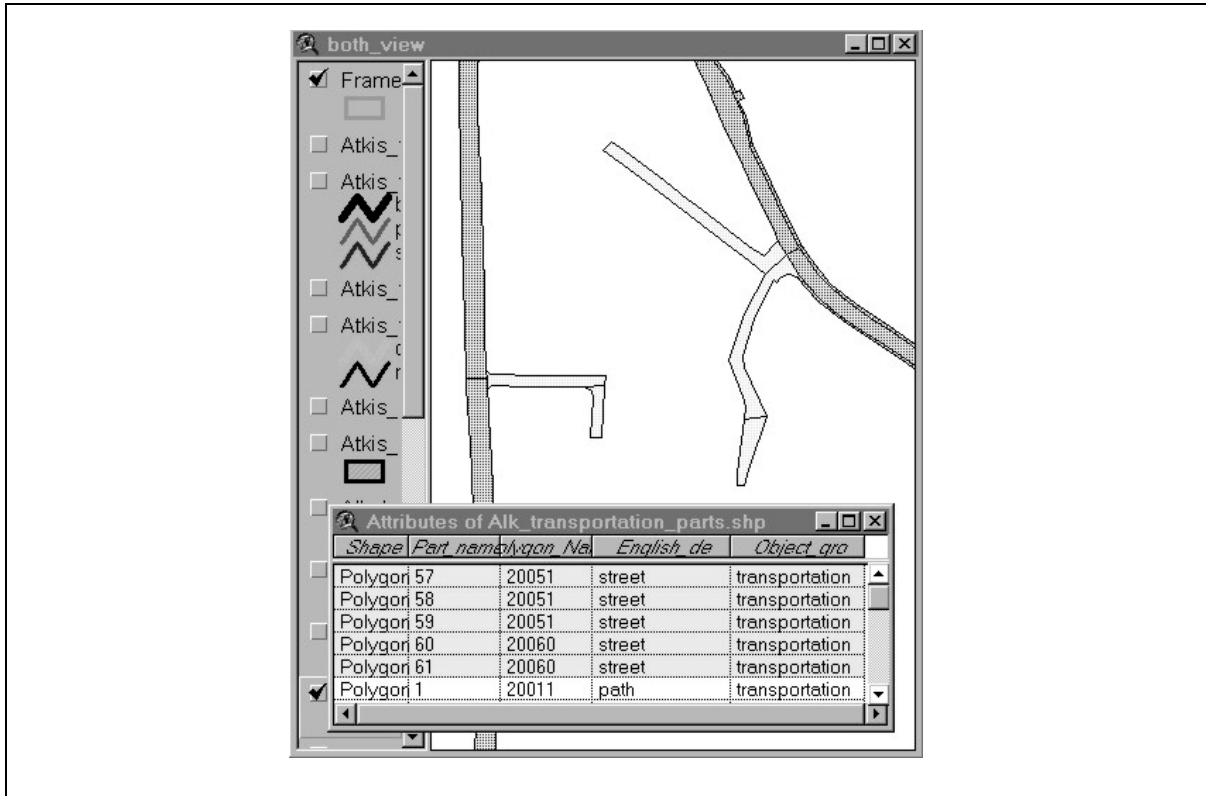 both_view
Frame
Atkis_
Atkis_
b
p
s
Atkis_
Atkis_
c
r
Atkis_
Atkis_
Attributes of Alk_transportation_parts.shp
Shape Part_name olygon_Na English_de Object_gro
Polygon 57 20051 street transportation
Polygon 58 20051 street transportation
Polygon 59 20051 street transportation
Polygon 60 20060 street transportation
Polygon 61 20060 street transportation
Polygon 1 20011 path transportation